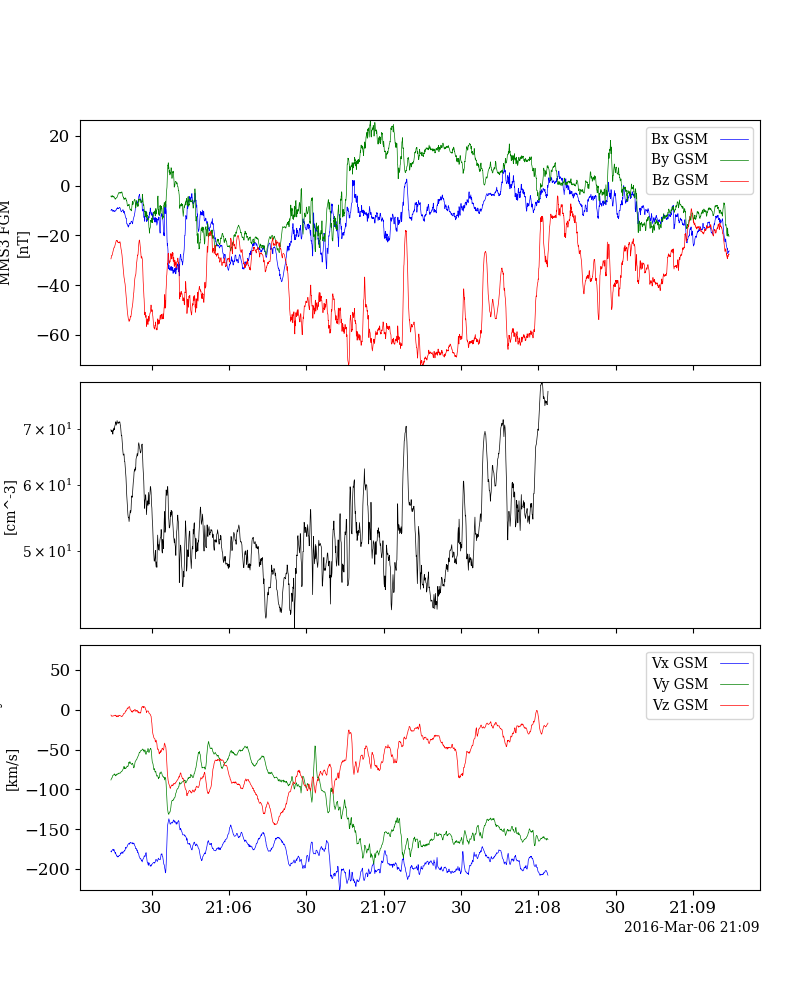 20
0
−20
−40
−60
MMS3 FGM
[nT]
Bx GSM
By GSM
Bz GSM
7 × 10¹
6 × 10¹
5 × 10¹
[cm^-3]
50
0
−50
−100
−150
−200
[km/s]
Vx GSM
Vy GSM
Vz GSM
30 21:06 30 21:07 30 21:08 30 21:09
2016-Mar-06 21:09